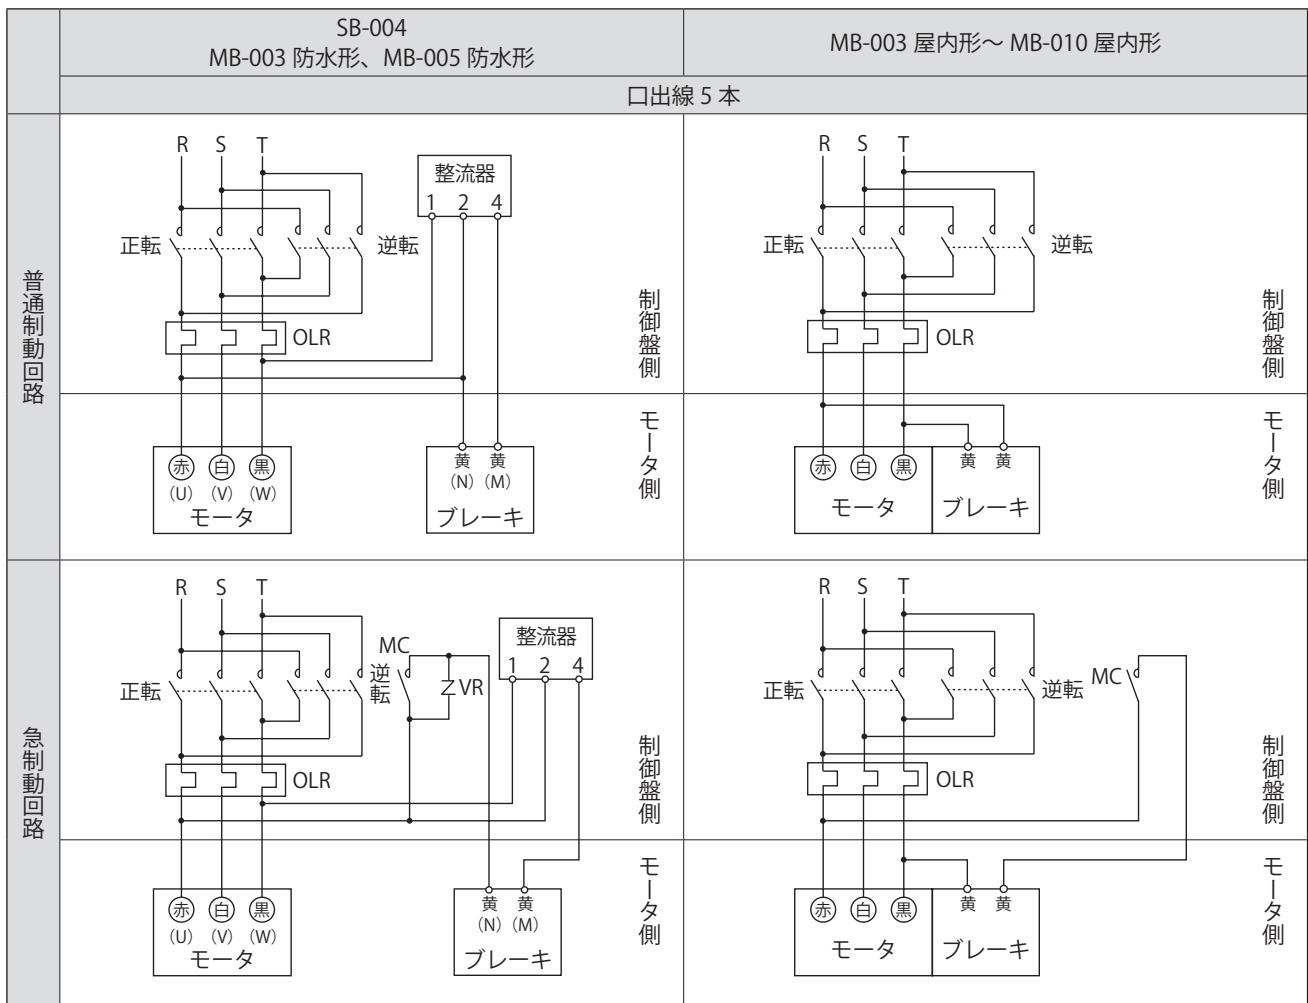 SB-004
MB-003 防水形、MB-005 防水形
MB-003 屋内形〜 MB-010 屋内形
口出線 5 本
普通制動回路
R S T
整流器
1 2 4
正転
逆転
OLR
制御盤側
モータ側
赤 白 黒
(U) (V) (W)
モータ
黄 黄
(N) (M)
ブレーキ
R S T
正転
逆転
OLR
制御盤側
モータ側
赤 白 黒
モータ
黄 黄
ブレーキ
急制動回路
R S T
整流器
1 2 4
正転
逆転
MC
VR
OLR
制御盤側
モータ側
赤 白 黒
(U) (V) (W)
モータ
黄 黄
(N) (M)
ブレーキ
R S T
正転
逆転
MC
OLR
制御盤側
モータ側
赤 白 黒
モータ
黄 黄
ブレーキ